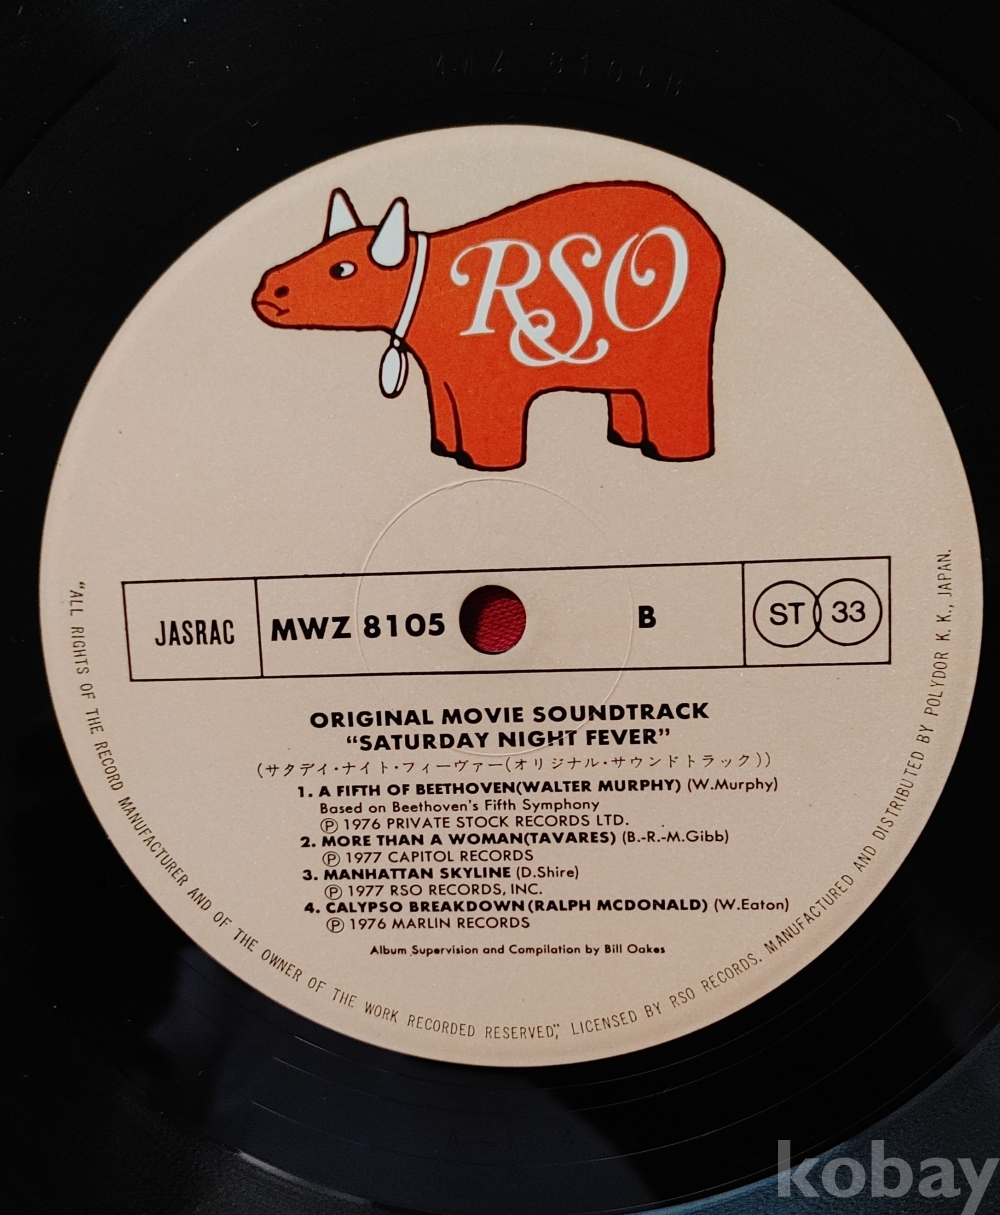 MWZ 8105B
RSO
JASRAC
MWZ 8105
B
ST
33
ORIGINAL MOVIE SOUNDTRACK
“SATURDAY NIGHT FEVER”
(サタデイ・ナイト・フィーヴァー(オリジナル・サウンドトラック))
1. A FIFTH OF BEETHOVEN(WALTER MURPHY) (W.Murphy)
Based on Beethoven's Fifth Symphony
Ⓟ 1976 PRIVATE STOCK RECORDS LTD.
2. MORE THAN A WOMAN(TAVARES) (B.-R.-M.Gibb)
Ⓟ 1977 CAPITOL RECORDS
3. MANHATTAN SKYLINE (D.Shire)
Ⓟ 1977 RSO RECORDS, INC.
4. CALYPSO BREAKDOWN(RALPH MCDONALD) (W.Eaton)
Ⓟ 1976 MARLIN RECORDS
Album Supervision and Compilation by Bill Oakes
“ALL RIGHTS OF THE RECORD MANUFACTURER AND OF THE OWNER OF THE WORK RECORDED RESERVED,” LICENSED BY RSO RECORDS. MANUFACTURED AND DISTRIBUTED BY POLYDOR K. K., JAPAN.
kobay